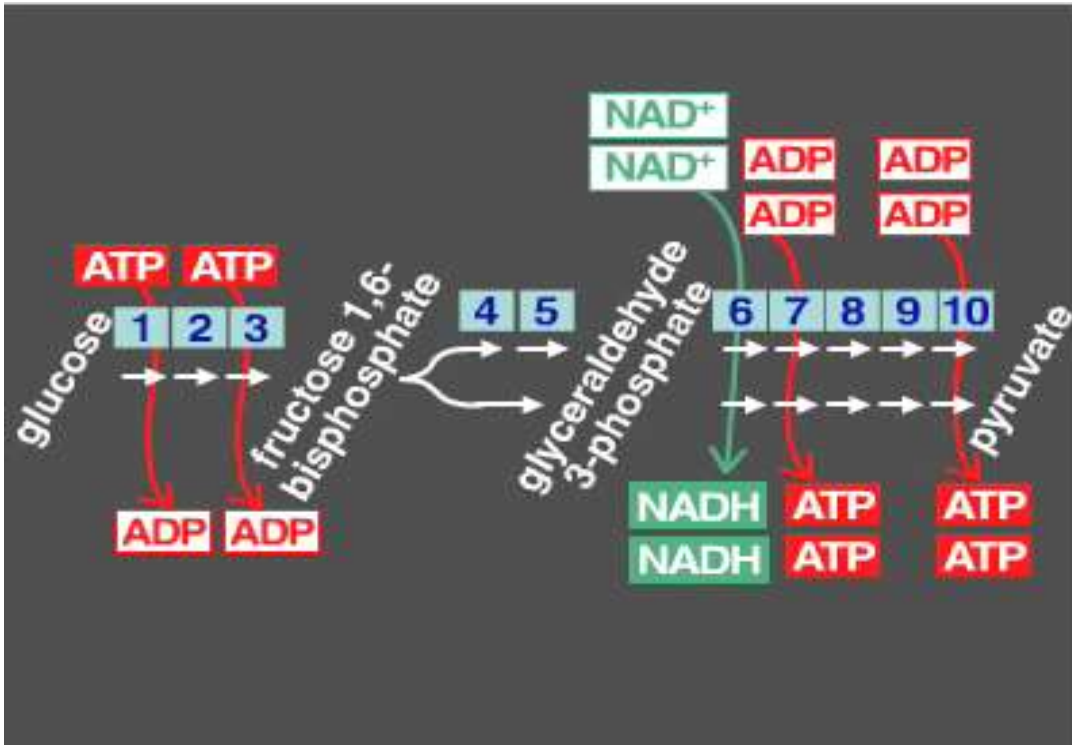 NAD⁺
NAD⁺
ADP
ADP
ADP
ADP
ATP
ATP
glucose
1 2 3
fructose 1,6-
bisphosphate
4 5
glyceraldehyde
3-phosphate
6 7 8 9 10
pyruvate
ADP
ADP
NADH
NADH
ATP
ATP
ATP
ATP